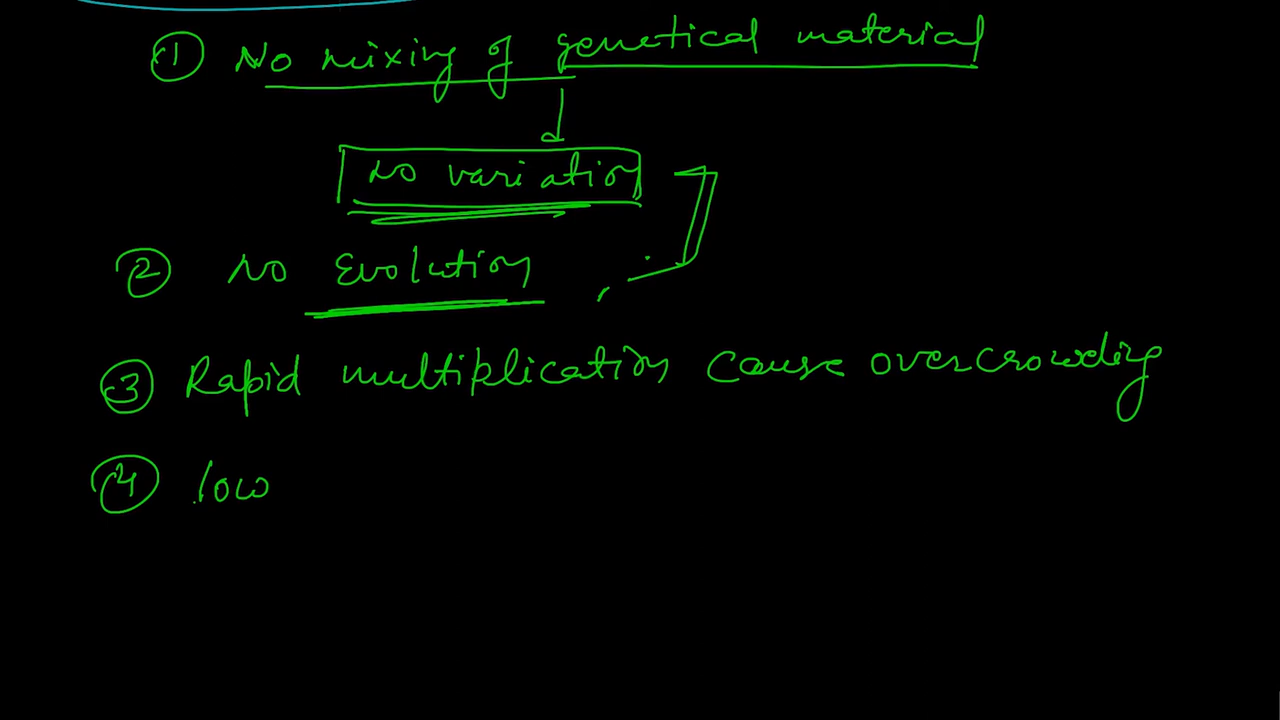 ① No mixing of genetical material
No variation
② No Evolution
③ Rapid multiplication cause overcrowding
④ low